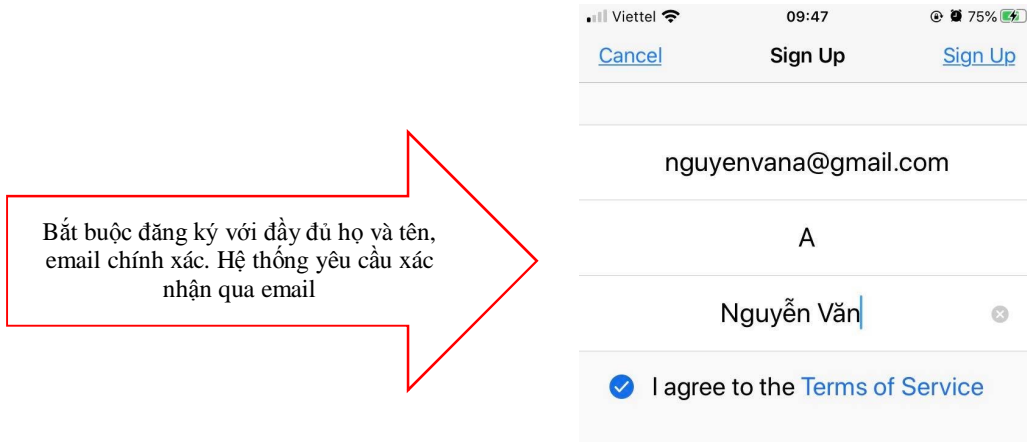 Viettel 09:47 75%
Cancel Sign Up Sign Up
nguyenvana@gmail.com
A
Nguyễn Văn
I agree to the Terms of Service
Bắt buộc đăng ký với đầy đủ họ và tên,
email chính xác. Hệ thống yêu cầu xác
nhận qua email